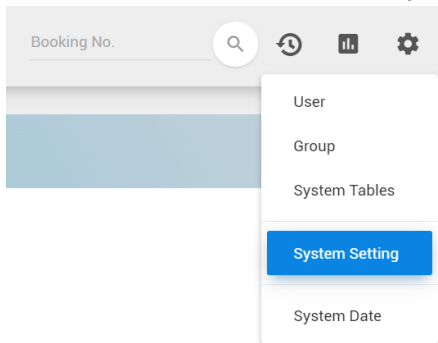 Booking No.
User
Group
System Tables
System Setting
System Date